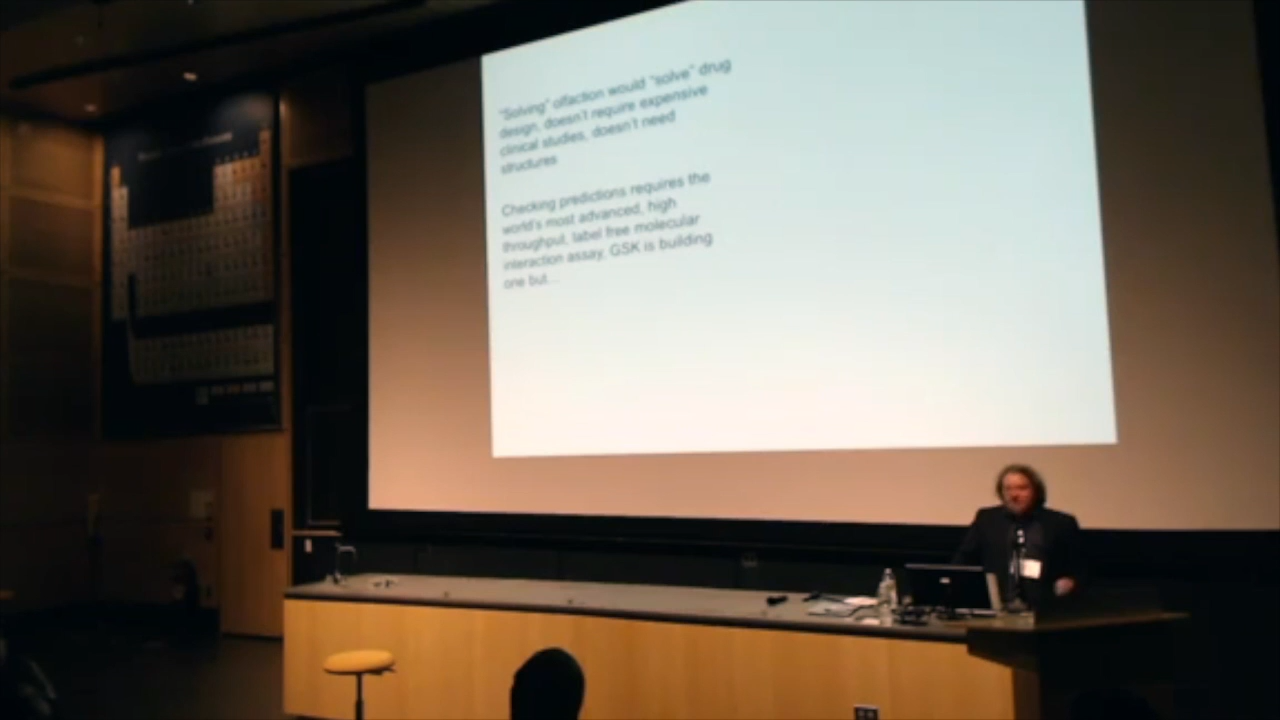 "Solving" olfaction would "solve" drug
design, doesn't require expensive
clinical studies, doesn't need
structures
Checking predictions requires the
world's most advanced, high
throughput, label free molecular
interaction assay, GSK is building
one but...